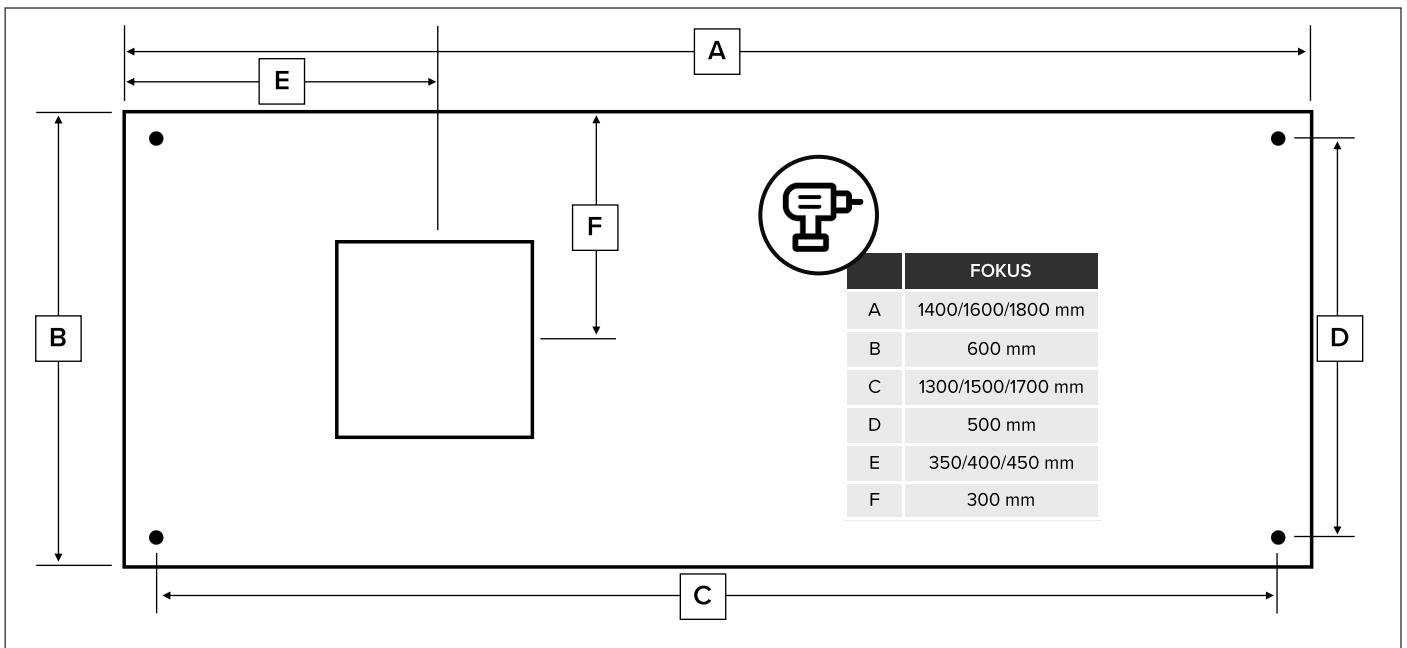 A
E
F
B
D
FOKUS
A 1400/1600/1800 mm
B 600 mm
C 1300/1500/1700 mm
D 500 mm
E 350/400/450 mm
F 300 mm
C